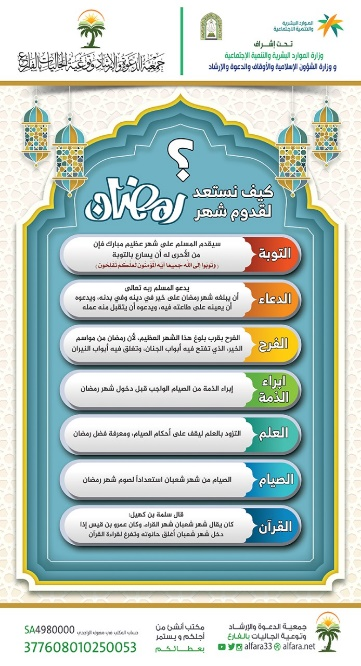 الموارد البشرية
والتنمية الاجتماعية
جمعية الدعوة والإرشاد وتوعية الجاليات بالفارع
تحت إشراف
وزارة الموارد البشرية والتنمية الاجتماعية
و وزارة الشؤون الإسلامية والأوقاف والدعوة والإرشاد
؟
كيف نستعد
لقدوم شهر
رمضان
التوبة
سيقدم المسلم على شهر عظيم مبارك فإن
من الأحرى له أن يسارع بالتوبة
(وتوبوا إلى الله جميعا أيه المؤمنون لعلكم تفلحون)
الدعاء
يدعو المسلم ربه تعالى
أن يبلغه شهر رمضان على خير في دينه وفي بدنه، ويدعوه
أن يعينه على طاعته فيه، ويدعوه أن يتقبل منه عمله
الفرح
الفرح بقرب بلوغ هذا الشهر العظيم، لأن رمضان من مواسم
الخير، الذي تفتح فيه أبواب الجنان، وتغلق فيه أبواب النيران
ابراء
الذمة
إبراء الذمة من الصيام الواجب قبل دخول شهر رمضان
العلم
التزود بالعلم ليقف على أحكام الصيام، ومعرفة فضل رمضان
الصيام
الصيام من شهر شعبان استعداداً لصوم شهر رمضان
القرآن
قال سلمة بن كهيل:
كان يقال شهر شعبان شهر القراء، وكان عمرو بن قيس إذا
دخل شهر شعبان أغلق حانوته وتفرغ لقراءة القرآن
جمعية الدعوة والإرشاد
وتوعية الجاليات بالفارع
alfara33 alfara.net
مكتب أنشئ من
أجلكم و يستمر
بعطائكم
SA4980000
377608010250053